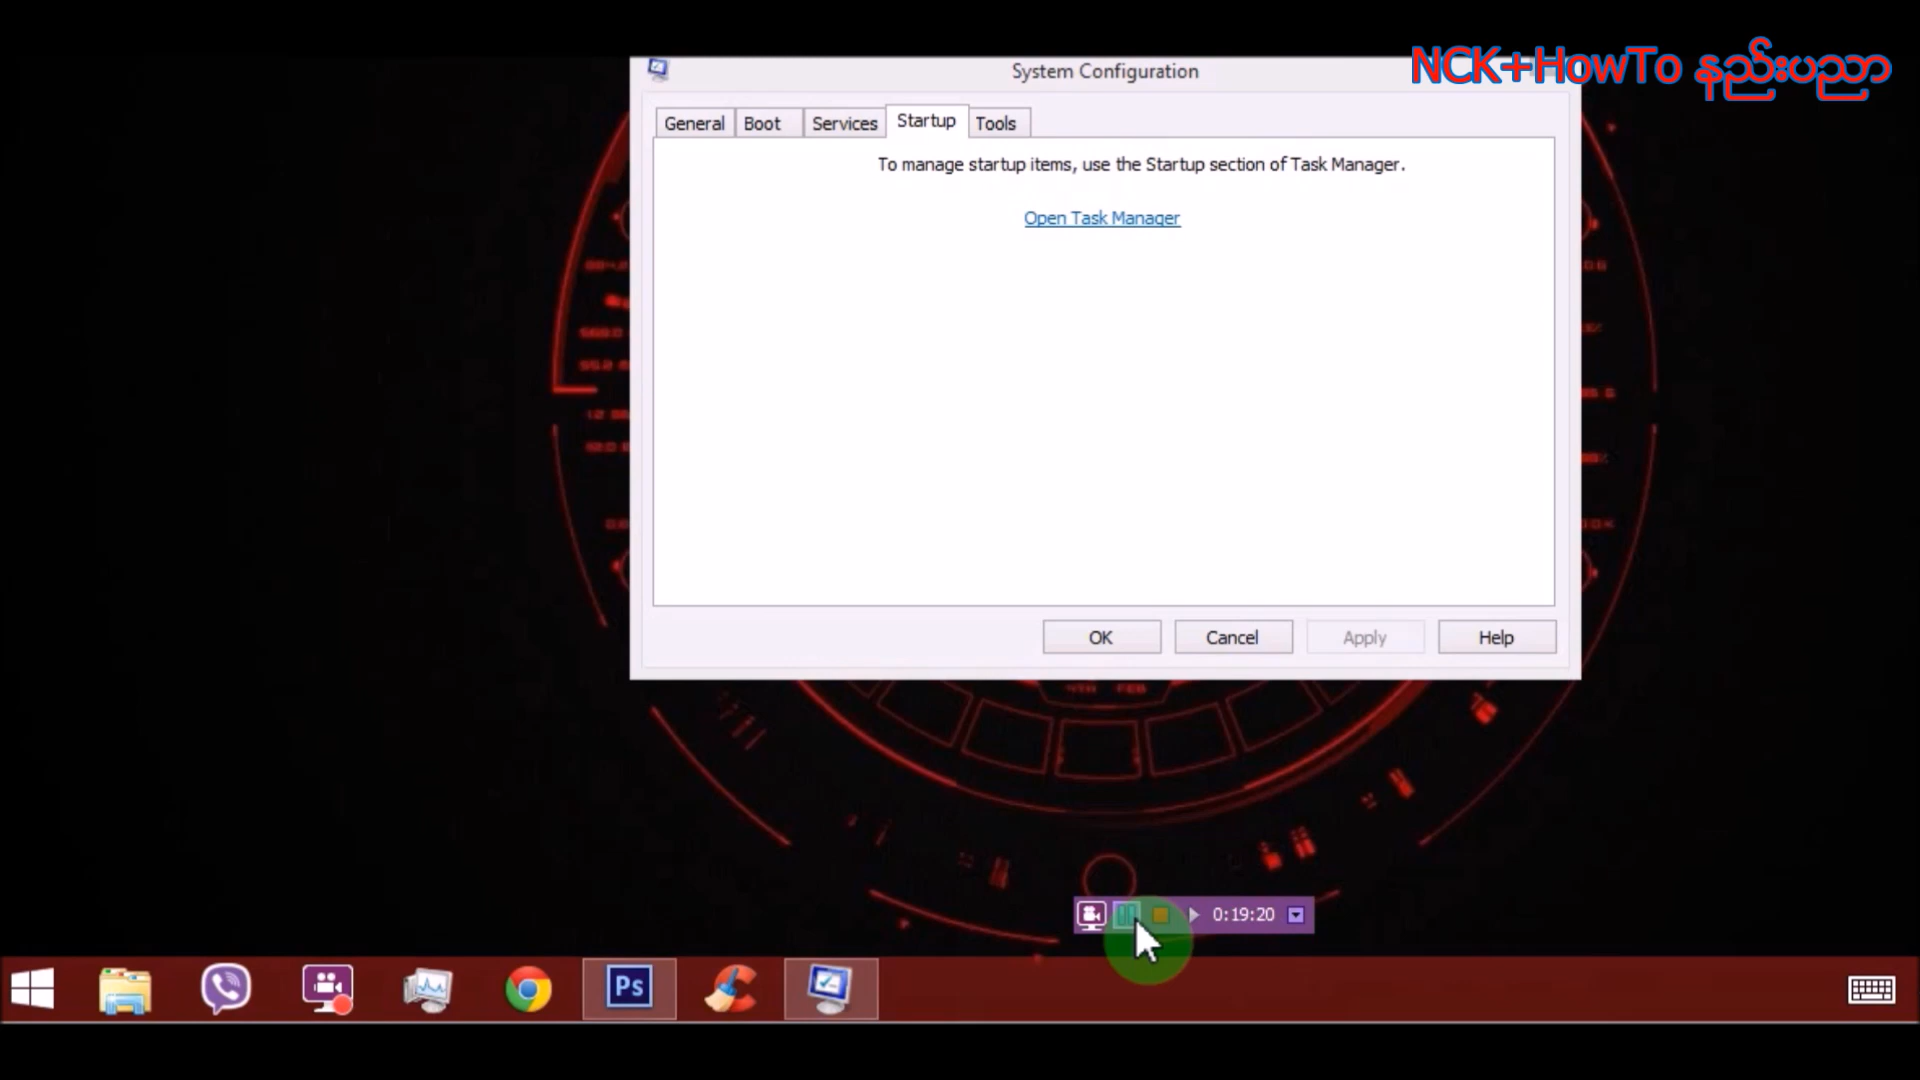 NCK+HowTo နည်းပညာ
System Configuration
General
Boot
Services
Startup
Tools
To manage startup items, use the Startup section of Task Manager.
Open Task Manager
OK
Cancel
Apply
Help
0:19:20
Ps